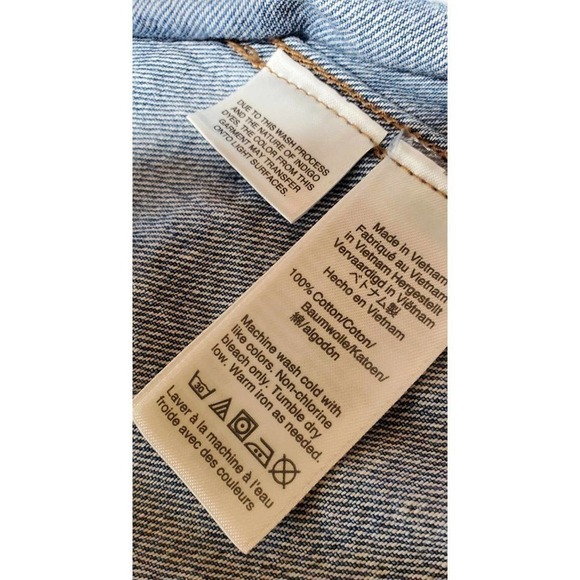 DUE TO THIS WASH PROCESS
AND THE NATURE OF INDIGO
DYES THE COLOR FROM THIS
GARMENT MAY TRANSFER
ONTO LIGHT SURFACES.
Made in Vietnam
Fabriqué au Vietnam
In Vietnam Hergestellt
Vervaardigd in Viëtnam
ベトナム製
Hecho en Vietnam
100% Cotton/Coton/
Baumwolle/Katoen/
綿/algodón
Machine wash cold with
like colors. Non-chlorine
bleach only. Tumble dry
low. Warm iron as needed.
30
Laver à la machine à l'eau
froide avec des couleurs